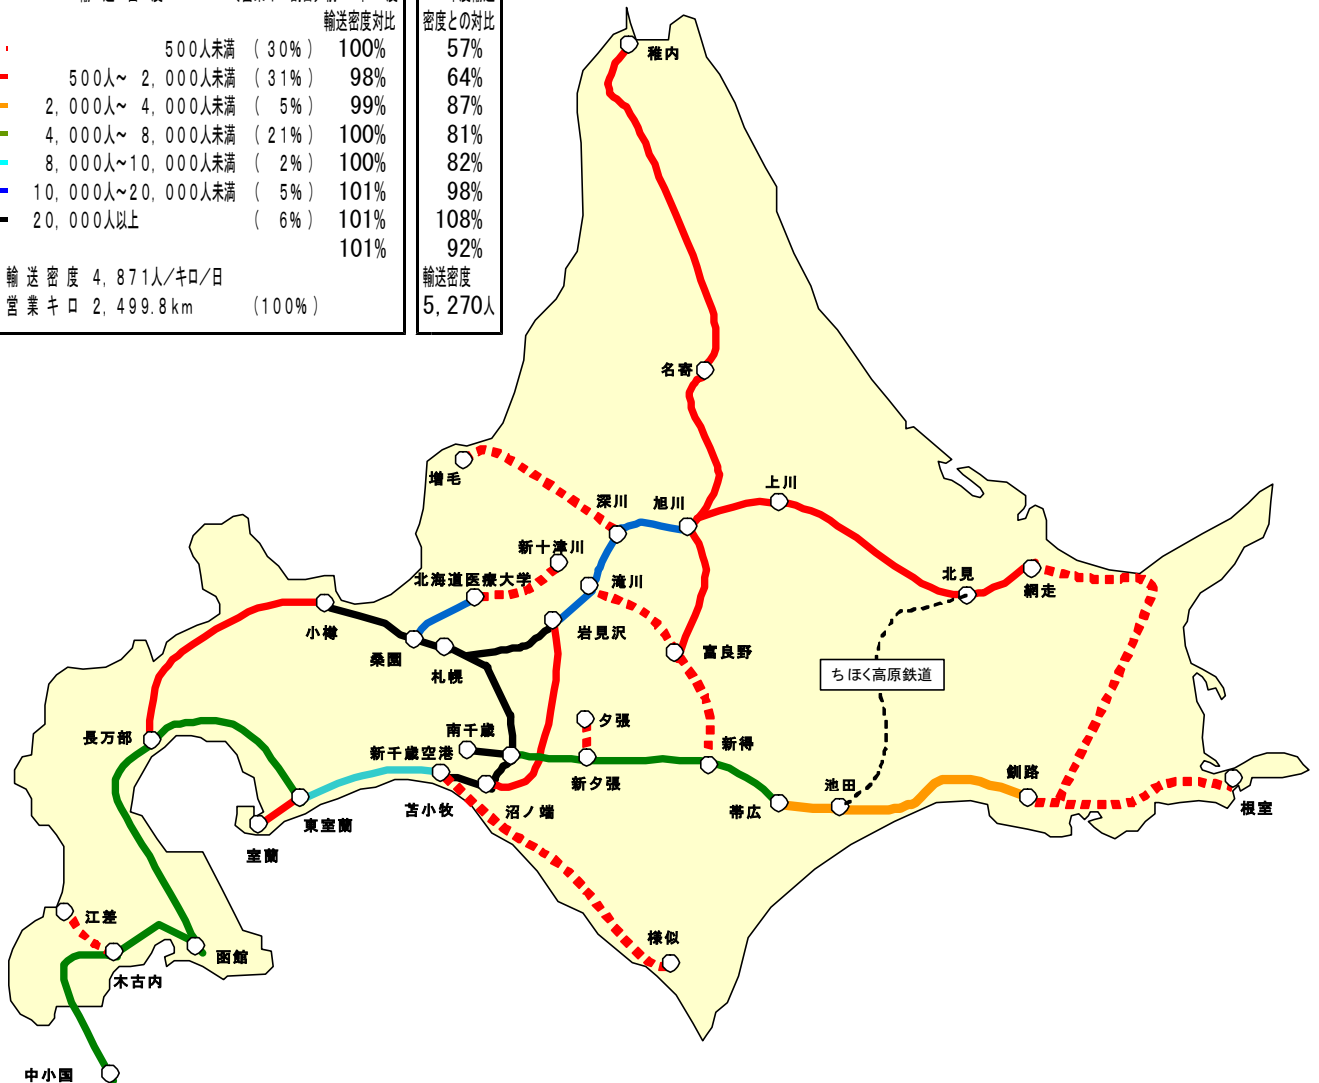 輸送密度対比 密度との対比
500人未満 (30%) 100% 57%
500人～ 2,000人未満 (31%) 98% 64%
2,000人～ 4,000人未満 ( 5%) 99% 87%
4,000人～ 8,000人未満 (21%) 100% 81%
8,000人～10,000人未満 ( 2%) 100% 82%
10,000人～20,000人未満 ( 5%) 101% 98%
20,000人以上 ( 6%) 101% 108%
101% 92%
輸送密度 4,871人/キロ/日 輸送密度
営業キロ 2,499.8km (100%) 5,270人
稚内
名寄
増毛
深川
旭川
上川
新十津川
北海道医療大学
滝川
北見
網走
小樽
桑園
札幌
岩見沢
富良野
ちほく高原鉄道
長万部
南千歳
夕張
新千歳空港
新夕張
新得
池田
釧路
根室
室蘭
東室蘭
苫小牧
沼ノ端
帯広
江差
函館
木古内
様似
中小国